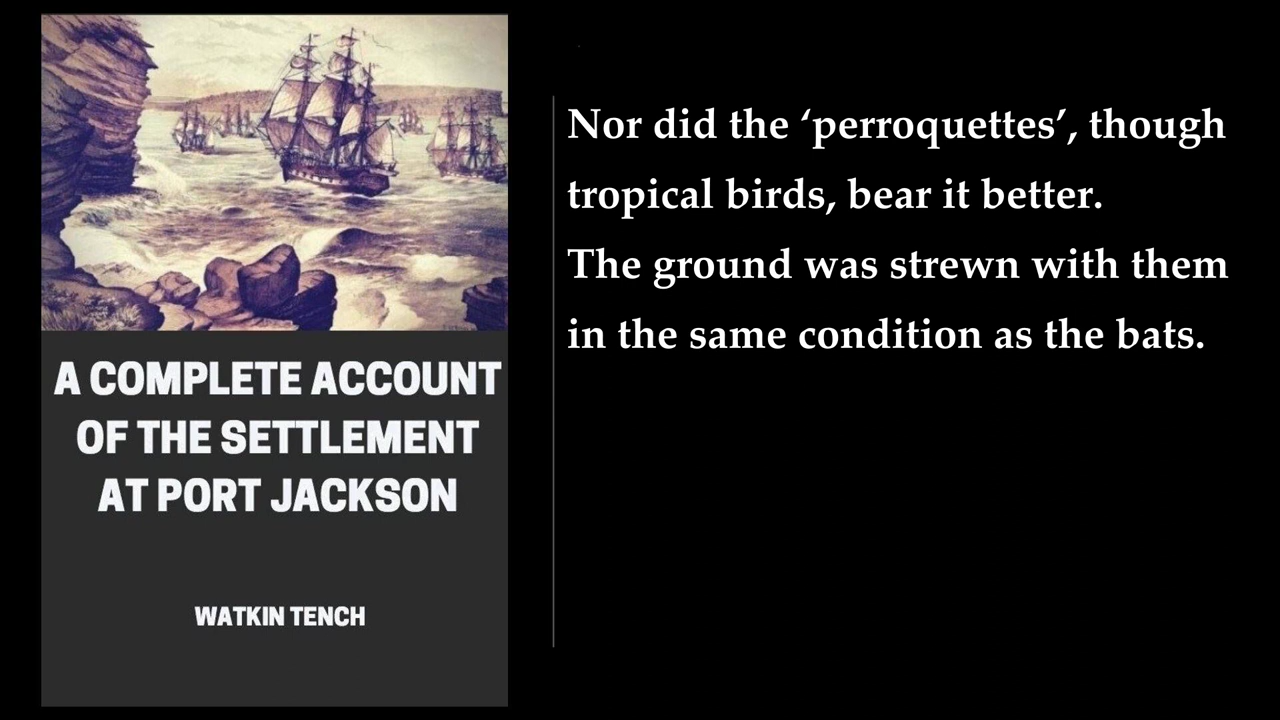 A COMPLETE ACCOUNT
OF THE SETTLEMENT
AT PORT JACKSON
WATKIN TENCH
Nor did the ‘perroquettes’, though
tropical birds, bear it better.
The ground was strewn with them
in the same condition as the bats.